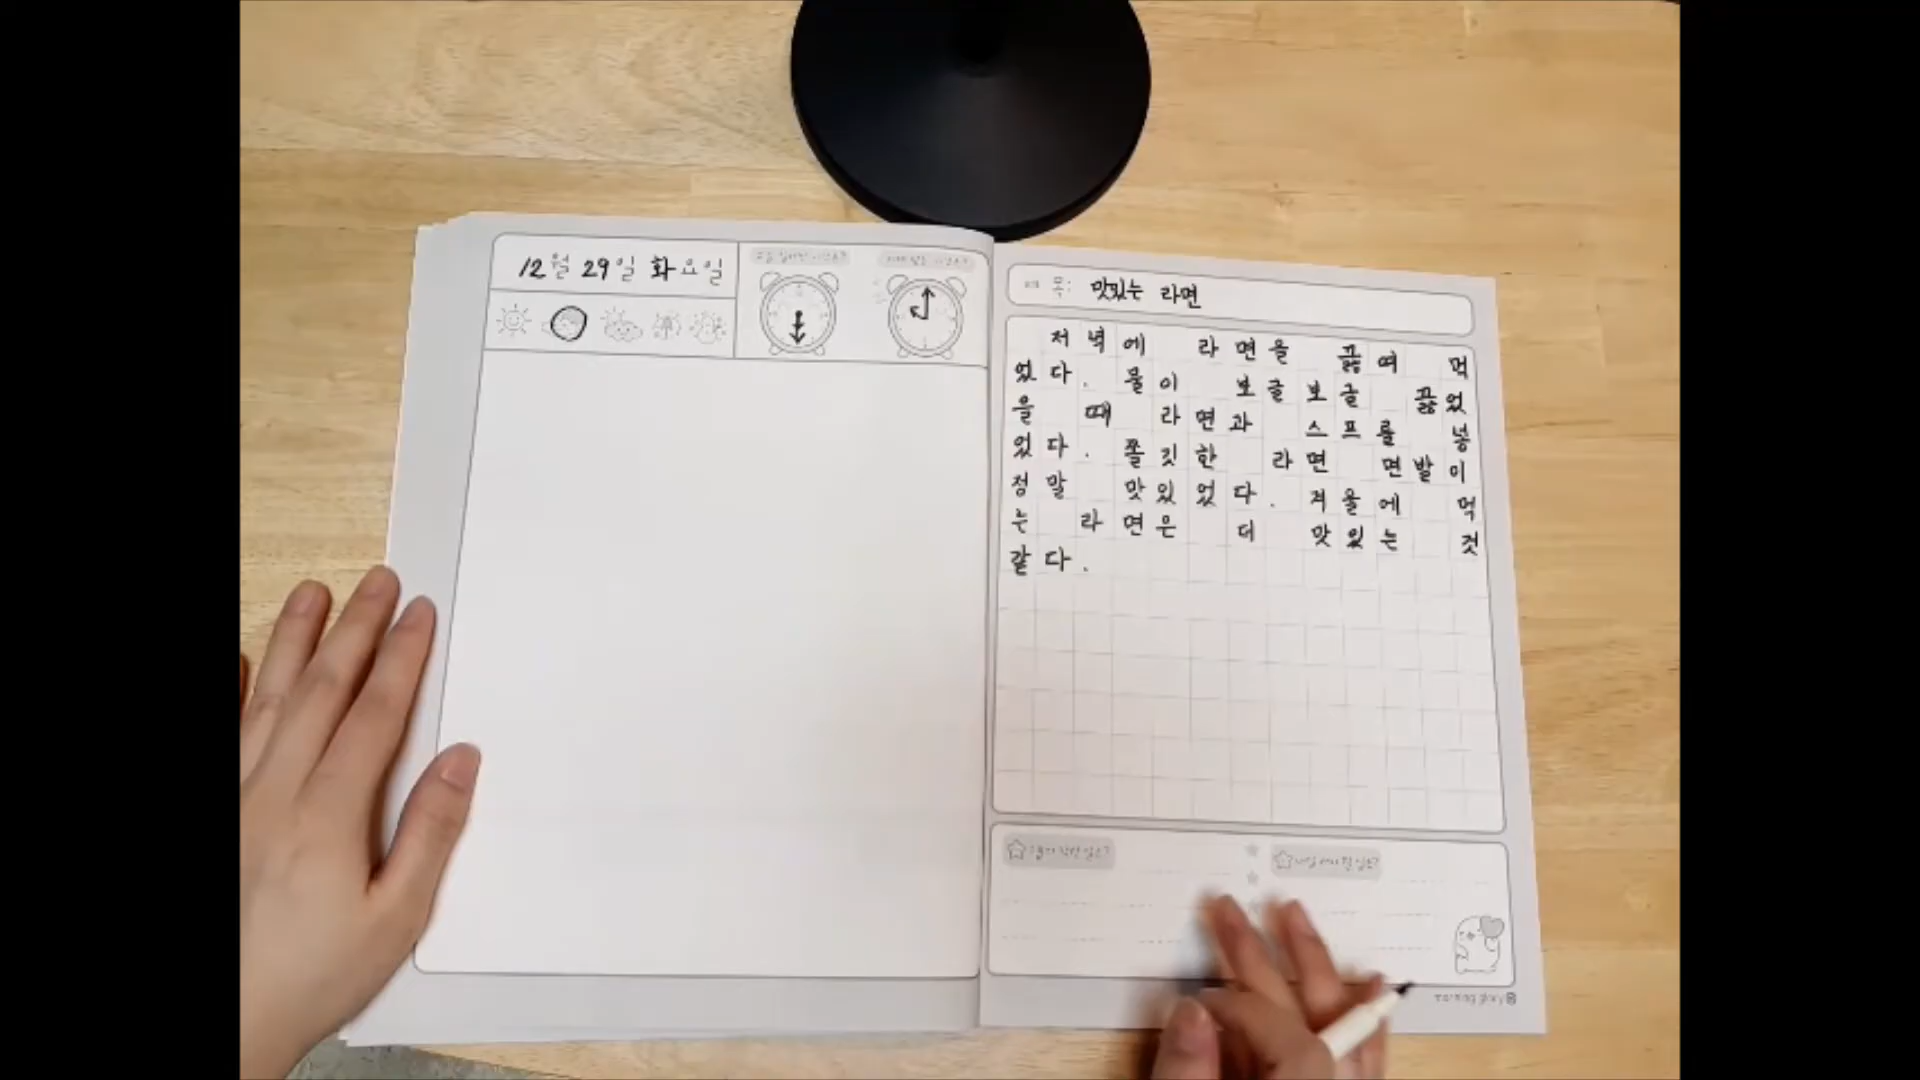 12월 29일 화요일
제목: 맛있는 라면
저녁에 라면을 끓여 먹
었다. 물이 보글보글 끓었
을 때 라면과 스프를 넣
었다. 쫄깃한 라면 면발이
정말 맛있었다. 겨울에 먹
는 라면은 더 맛있는 것
같다.